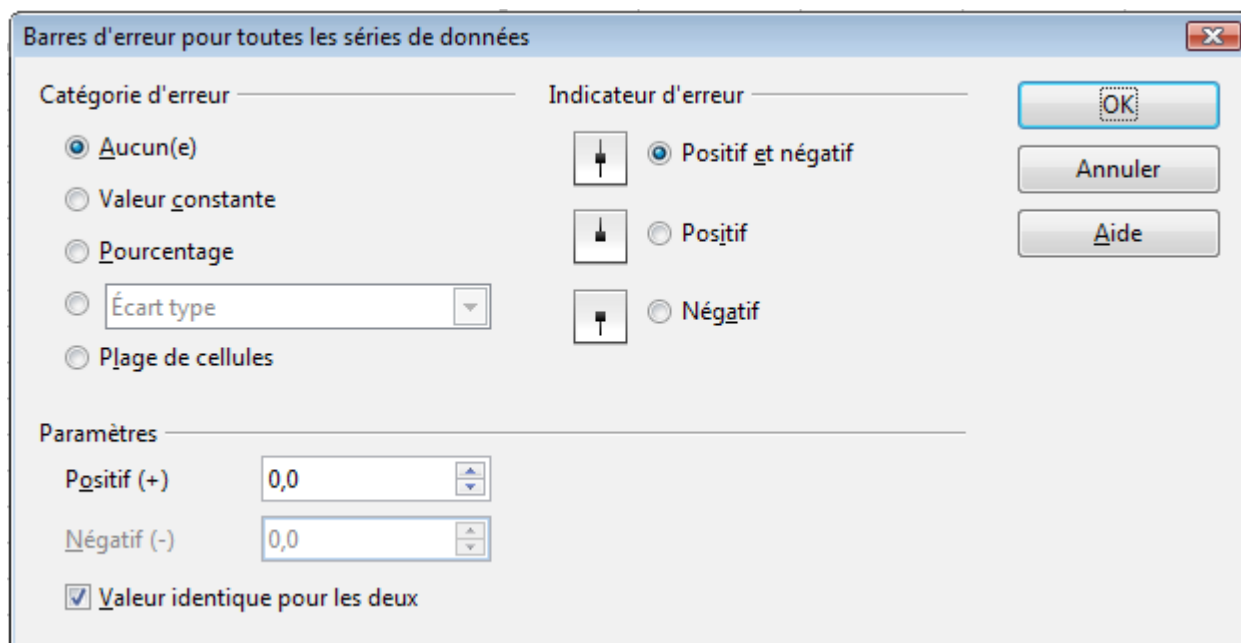 Barres d'erreur pour toutes les séries de données
Catégorie d'erreur
Aucun(e)
Valeur constante
Pourcentage
Écart type
Plage de cellules
Indicateur d'erreur
Positif et négatif
Positif
Négatif
OK
Annuler
Aide
Paramètres
Positif (+) 0,0
Négatif (-) 0,0
Valeur identique pour les deux